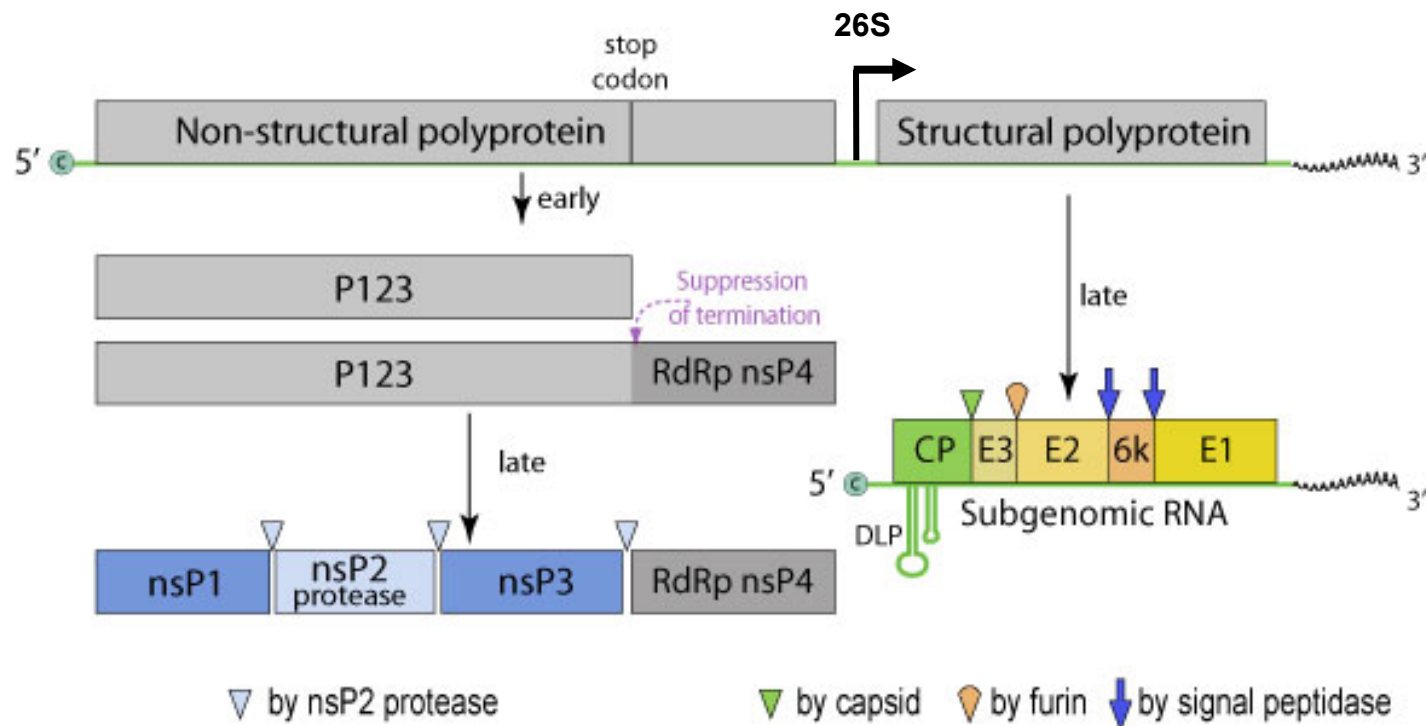 26S
stop
codon
Non-structural polyprotein
Structural polyprotein
5' C
3'
early
P123
Suppression
of termination
late
P123
RdRp nsP4
late
CP E3 E2 6k E1
5' C
3'
Subgenomic RNA
DLP
nsP1
nsP2
protease
nsP3
RdRp nsP4
by nsP2 protease
by capsid
by furin
by signal peptidase